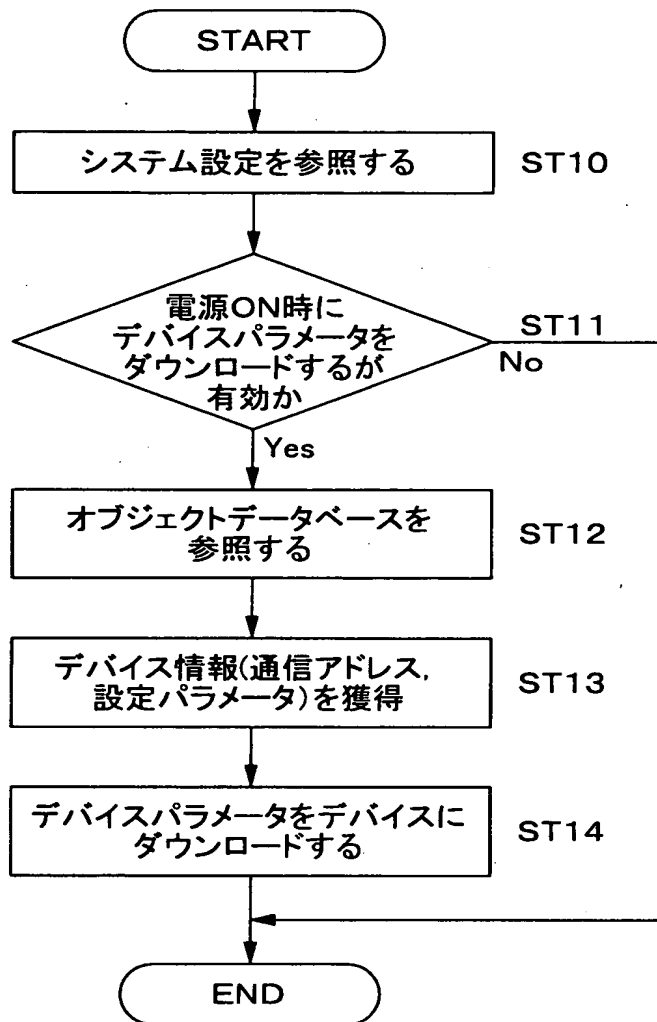 START
システム設定を参照する
ST10
電源ON時に
デバイスパラメータを
ダウンロードするが
有効か
ST11
No
Yes
オブジェクトデータベースを
参照する
ST12
デバイス情報(通信アドレス,
設定パラメータ)を獲得
ST13
デバイスパラメータをデバイスに
ダウンロードする
ST14
END